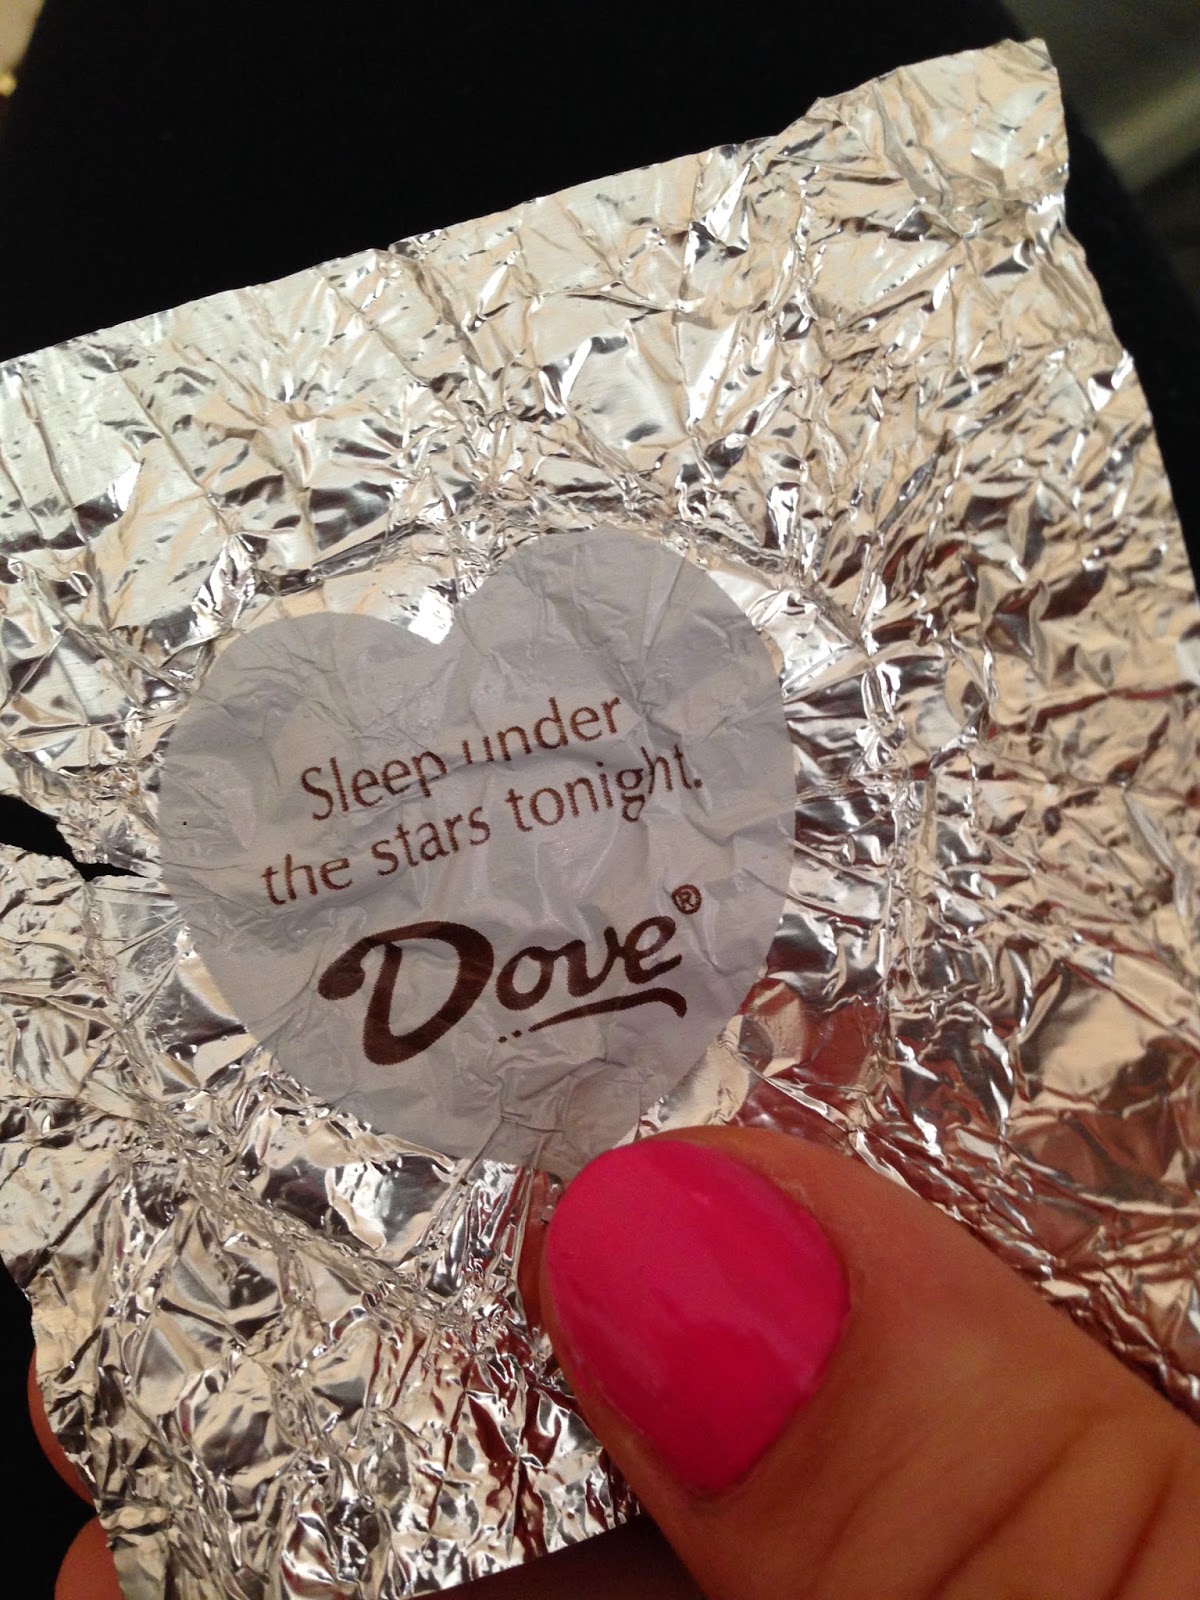 Sleep under
the stars tonight.
Dove®